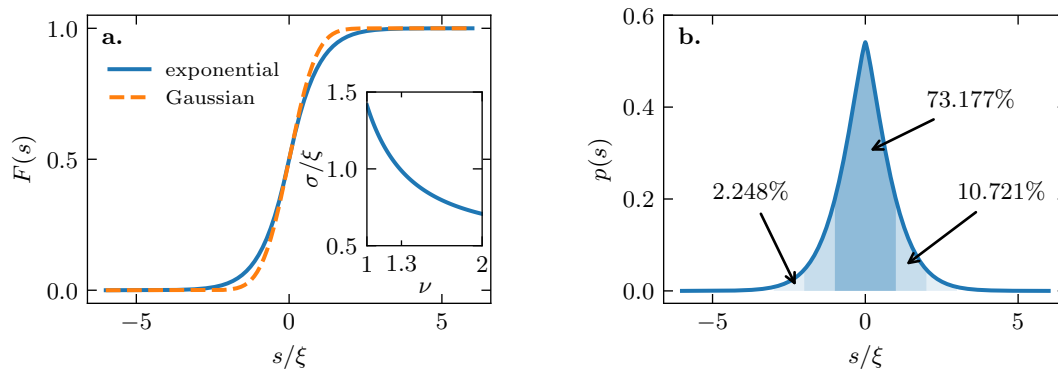 a.
exponential
Gaussian
F(s)
1.0
0.5
0.0
−5
0
5
s/ξ
σ/ξ
1.5
1.0
0.5
1
1.3
2
ν
b.
p(s)
0.6
0.4
0.2
0.0
73.177%
2.248%
10.721%
−5
0
5
s/ξ